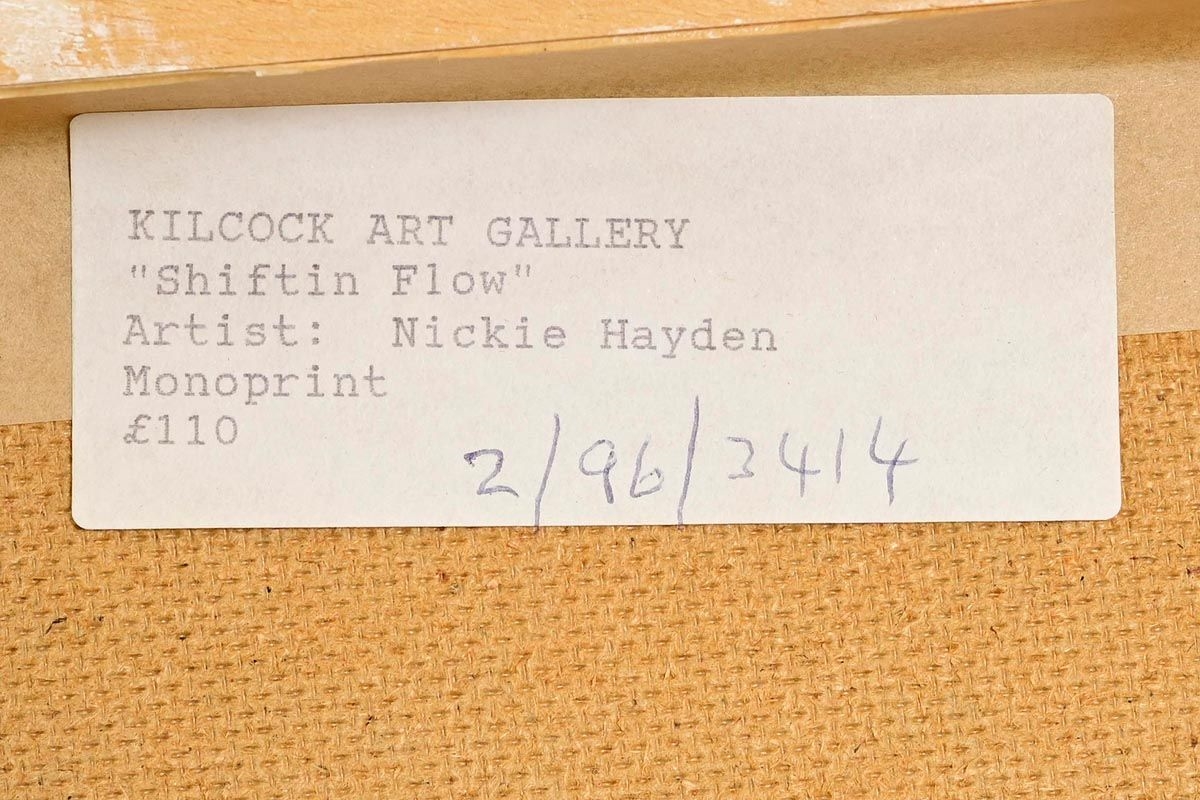 KILCOCK ART GALLERY
"Shiftin Flow"
Artist: Nickie Hayden
Monoprint
£110
2/96/3414